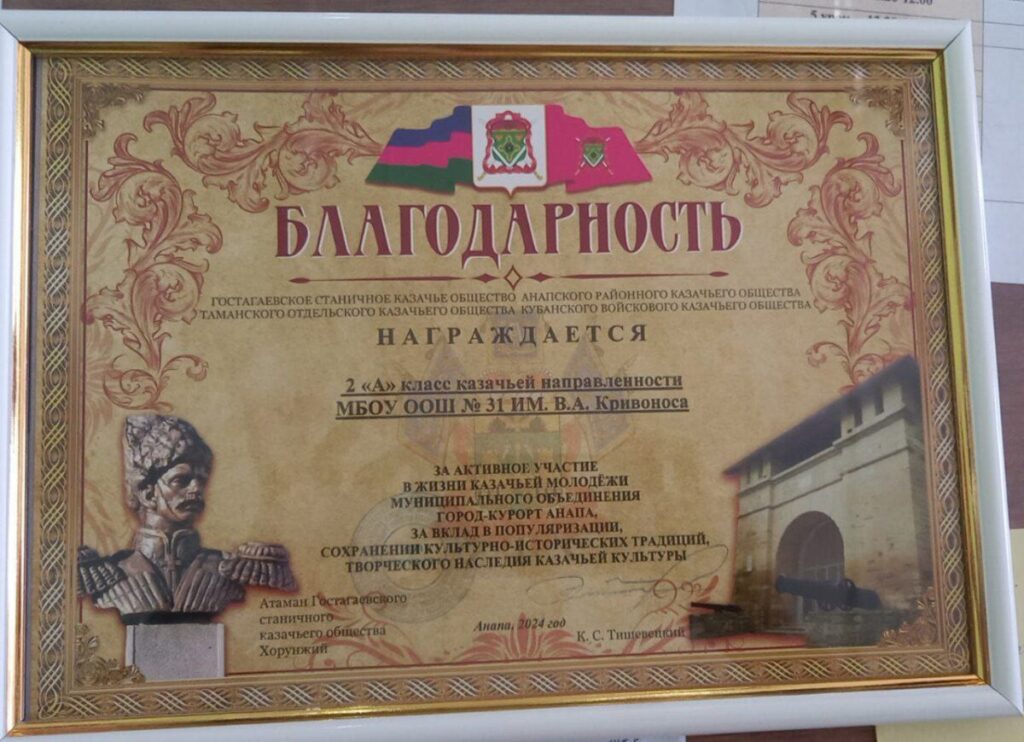 БЛАГОДАРНОСТЬ
ГОСТАГАЕВСКОЕ СТАНИЧНОЕ КАЗАЧЬЕ ОБЩЕСТВО АНАПСКОГО РАЙОННОГО КАЗАЧЬЕГО ОБЩЕСТВА
ТАМАНСКОГО ОТДЕЛЬСКОГО КАЗАЧЬЕГО ОБЩЕСТВА КУБАНСКОГО ВОЙСКОВОГО КАЗАЧЬЕГО ОБЩЕСТВА
НАГРАЖДАЕТСЯ
2 «А» класс казачьей направленности
МБОУ ООШ № 31 ИМ. В.А. Кривоноса
ЗА АКТИВНОЕ УЧАСТИЕ
В ЖИЗНИ КАЗАЧЬЕЙ МОЛОДЁЖИ
МУНИЦИПАЛЬНОГО ОБЪЕДИНЕНИЯ
ГОРОД-КУРОРТ АНАПА,
ЗА ВКЛАД В ПОПУЛЯРИЗАЦИИ,
СОХРАНЕНИИ КУЛЬТУРНО-ИСТОРИЧЕСКИХ ТРАДИЦИЙ,
ТВОРЧЕСКОГО НАСЛЕДИЯ КАЗАЧЬЕЙ КУЛЬТУРЫ
Атаман Гостагаевского
станичного
казачьего общества
Хорунжий
Анапа, 2024 год
К. С. Тишевецкий